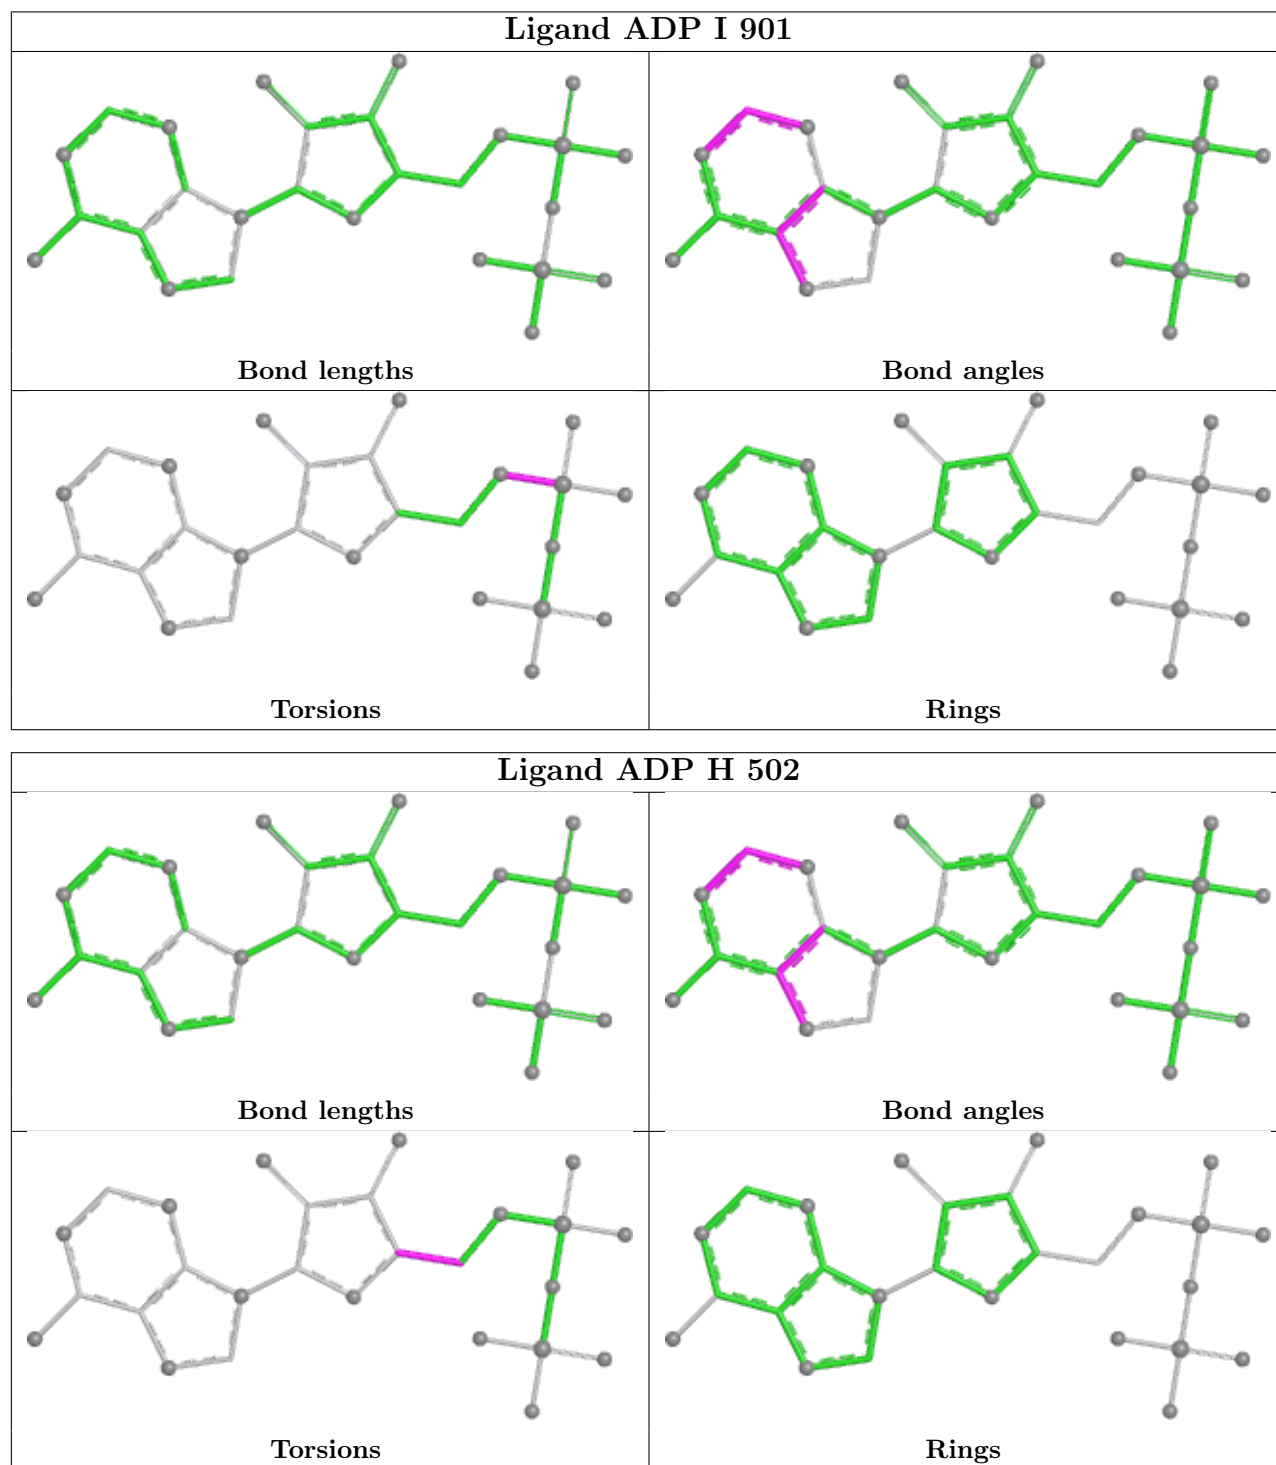 Ligand ADP I 901
Bond lengths
Bond angles
Torsions
Rings
Ligand ADP H 502
Bond lengths
Bond angles
Torsions
Rings